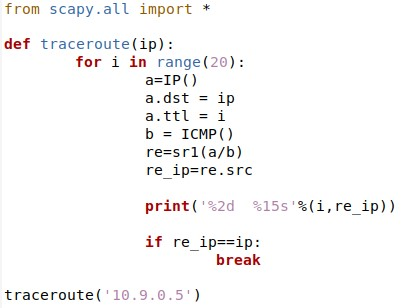 from scapy.all import *
def traceroute(ip):
        for i in range(20):
                a=IP()
                a.dst = ip
                a.ttl = i
                b = ICMP()
                re=sr1(a/b)
                re_ip=re.src
                print('%2d  %15s'%(i,re_ip))
                if re_ip==ip:
                        break
traceroute('10.9.0.5')